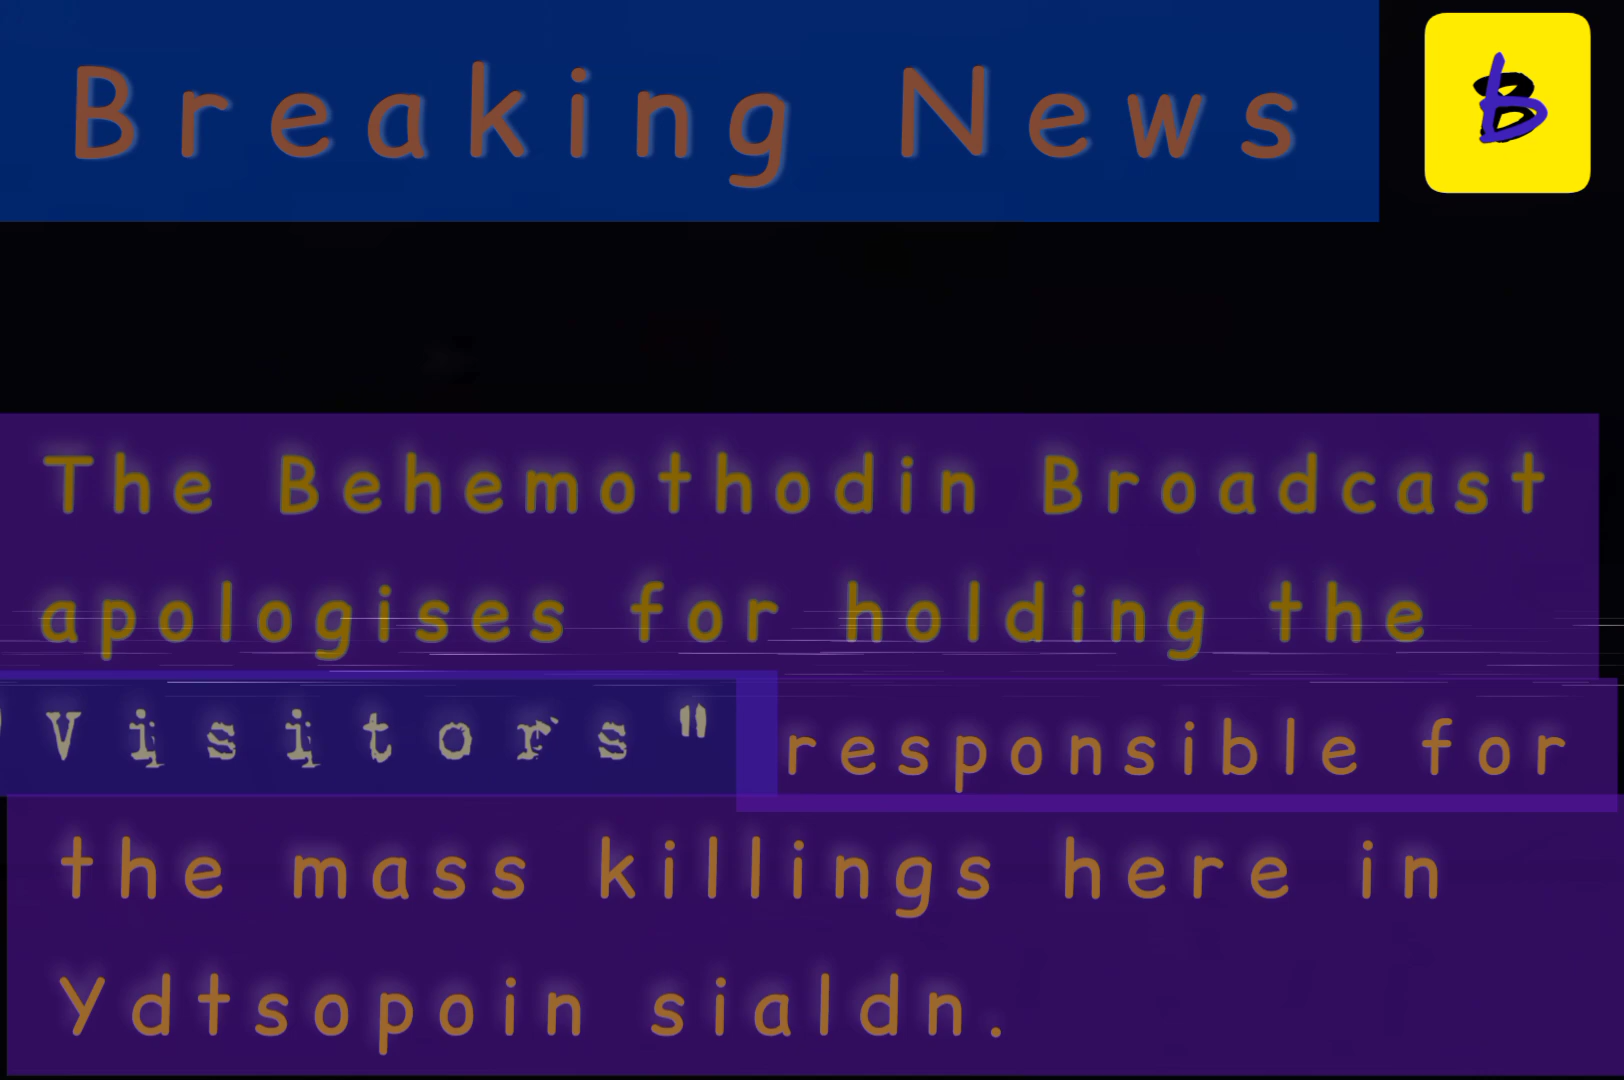 Breaking News
B
The Behemothodin Broadcast
apologises for holding the
"Visitors" responsible for
the mass killings here in
Ydtsopoin sialdn.